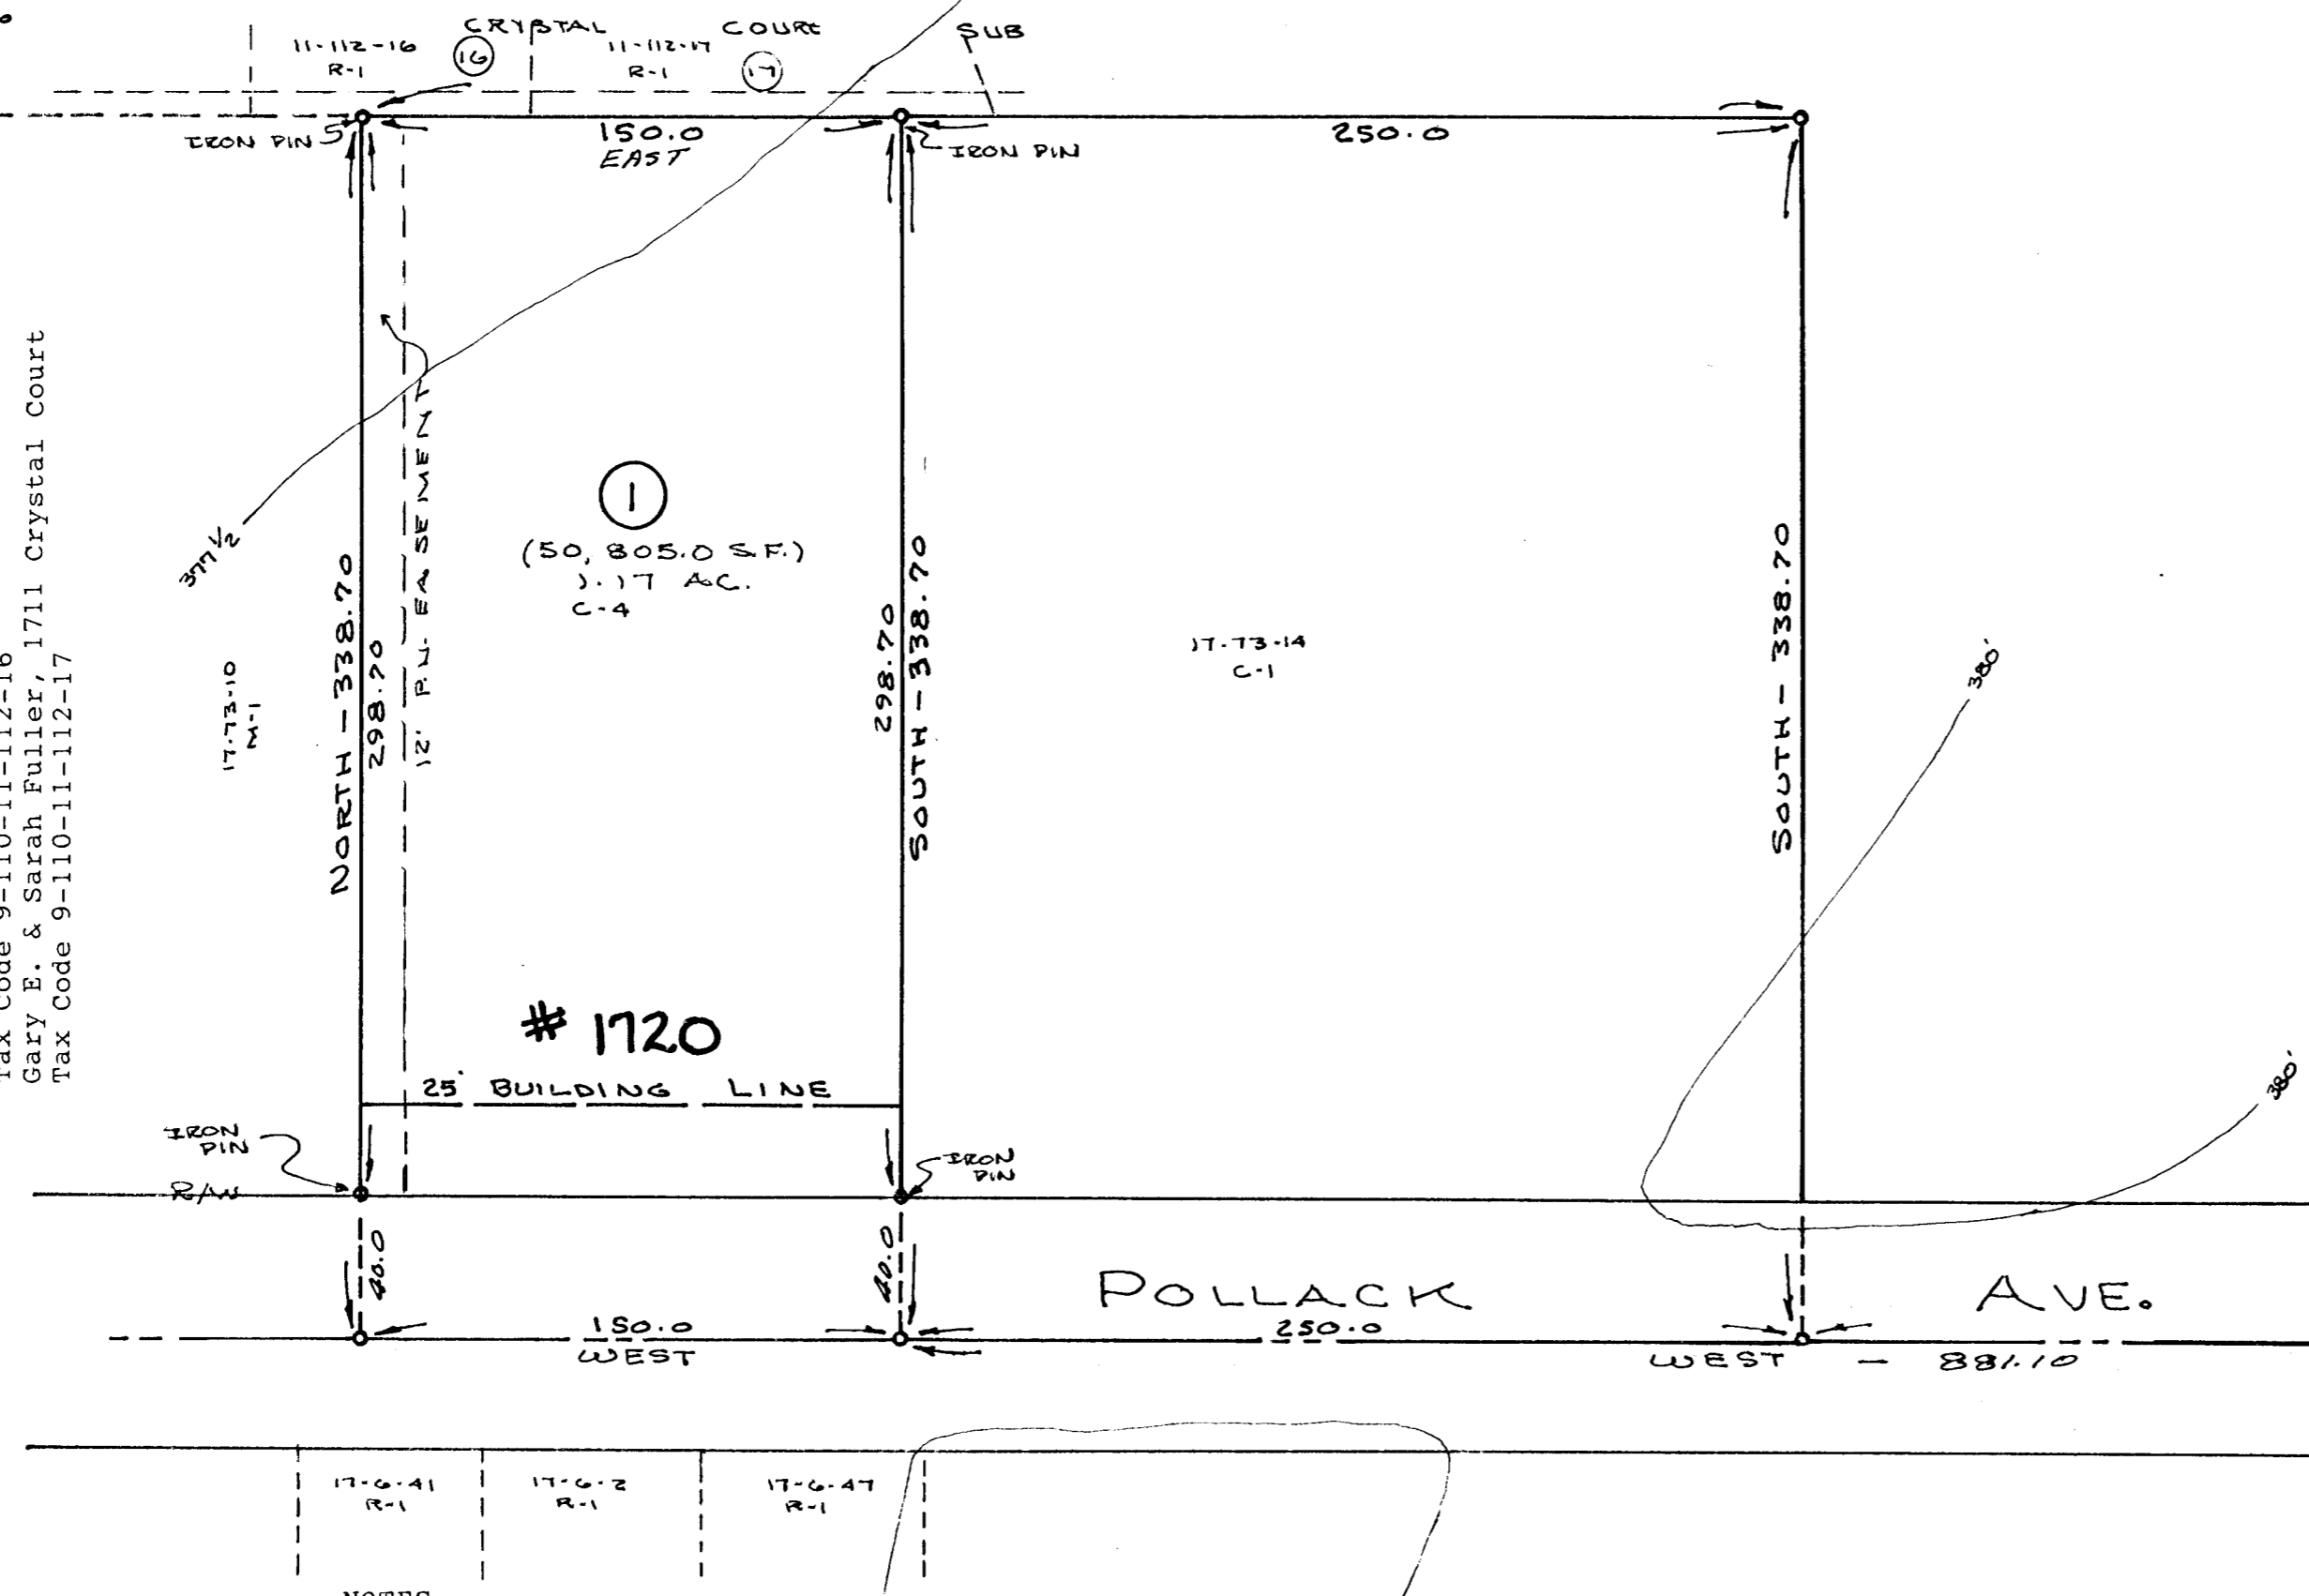 CRYSTAL COURT SUB
11-112-16
R-1
16
11-112-17
R-1
17
IRON PIN
150.0
EAST
IRON PIN
250.0
377 1/2
12' P.U. EASEMENT
1
(50,805.0 S.F.)
1.17 AC.
C-4
NORTH - 338.70
298.70
298.70
SOUTH - 338.70
SOUTH - 338.70
17-73-10
M-1
17-73-14
C-1
380'
380'
Gary E. & Sarah Fuller, 1711 Crystal Court
Tax Code 9-110-11-112-17
Tax Code 9-110-11-112-16
# 1720
25' BUILDING LINE
IRON
PIN
IRON
PIN
R/W
40.0
40.0
POLLACK AVE.
150.0
WEST
250.0
WEST - 881.10
17-6-41
R-1
17-6-2
R-1
17-6-47
R-1
NOTES